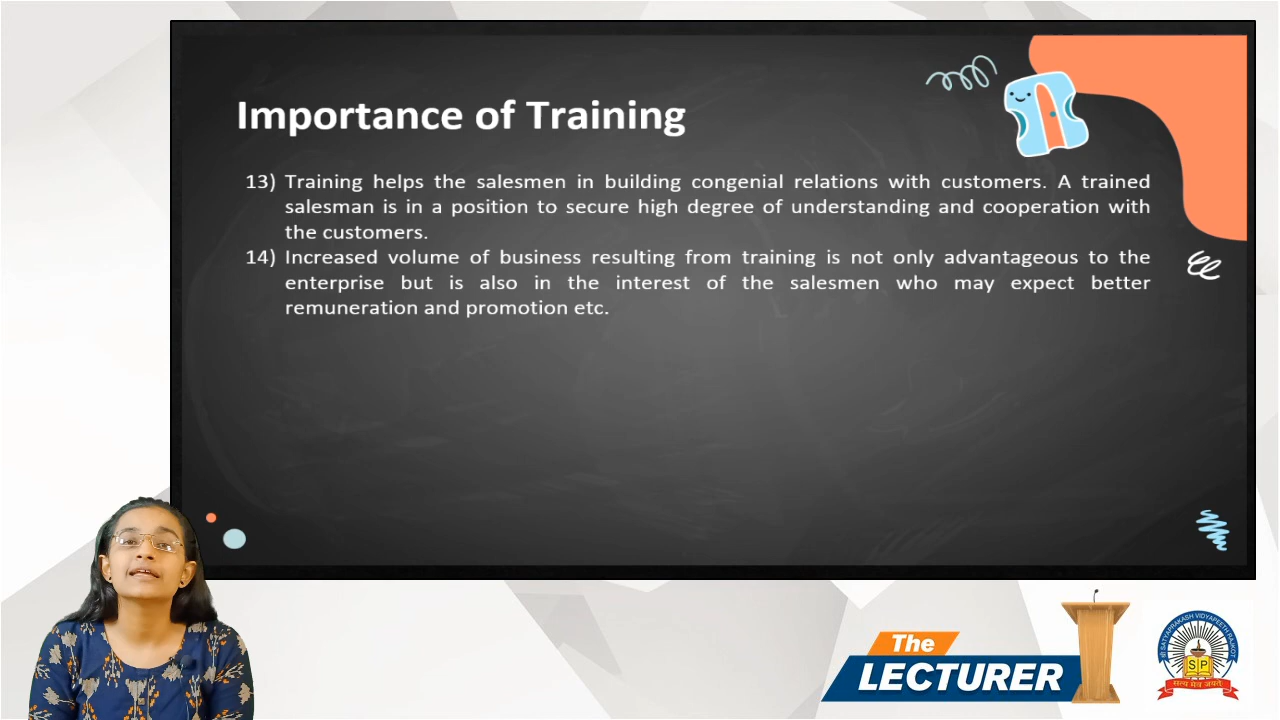 Importance of Training
13) Training helps the salesmen in building congenial relations with customers. A trained
salesman is in a position to secure high degree of understanding and cooperation with
the customers.
14) Increased volume of business resulting from training is not only advantageous to the
enterprise but is also in the interest of the salesmen who may expect better
remuneration and promotion etc.
The
LECTURER
SP
सत्यमेव जयते